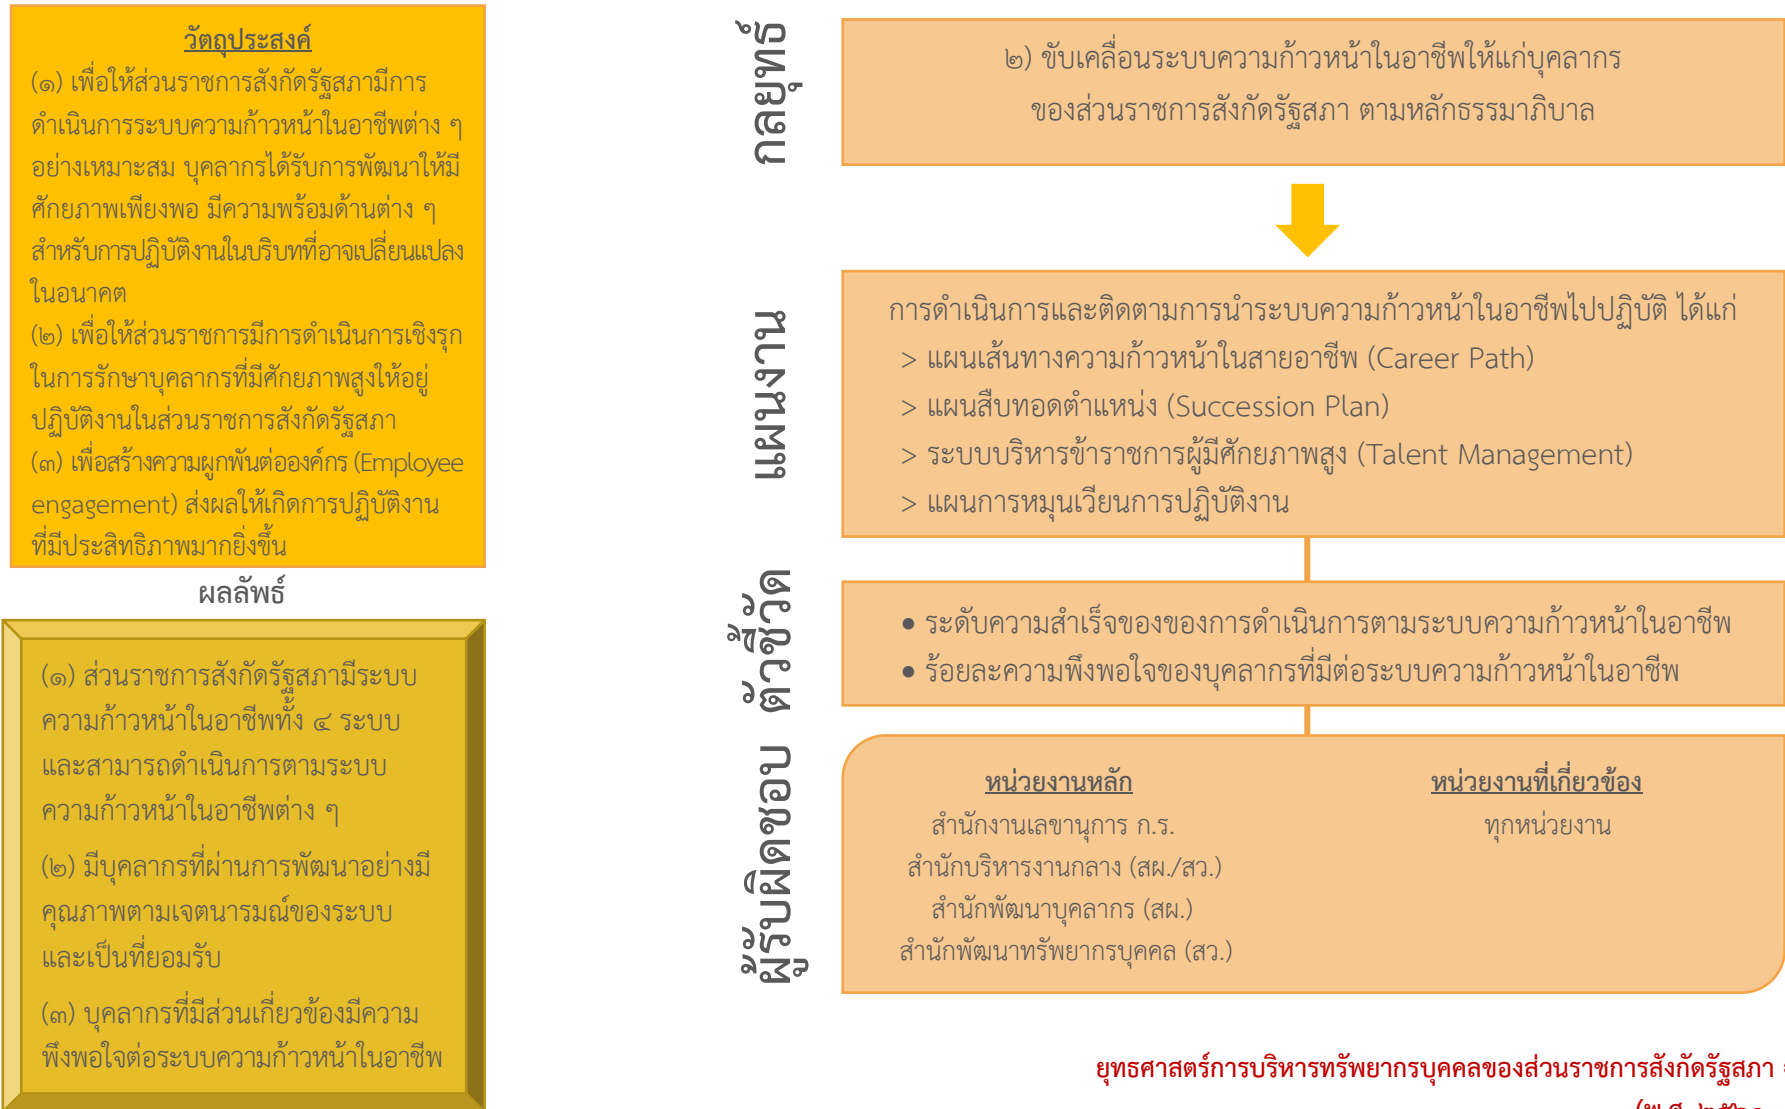 วัตถุประสงค์
(๑) เพื่อให้ส่วนราชการสังกัดรัฐสภามีการ
ดำเนินการระบบความก้าวหน้าในอาชีพต่าง ๆ
อย่างเหมาะสม บุคลากรได้รับการพัฒนาให้มี
ศักยภาพเพียงพอ มีความพร้อมด้านต่าง ๆ
สำหรับการปฏิบัติงานในบริบทที่อาจเปลี่ยนแปลง
ในอนาคต
(๒) เพื่อให้ส่วนราชการมีการดำเนินการเชิงรุก
ในการรักษาบุคลากรที่มีศักยภาพสูงให้อยู่
ปฏิบัติงานในส่วนราชการสังกัดรัฐสภา
(๓) เพื่อสร้างความผูกพันต่อองค์กร (Employee
engagement) ส่งผลให้เกิดการปฏิบัติงาน
ที่มีประสิทธิภาพมากยิ่งขึ้น
ผลลัพธ์
(๑) ส่วนราชการสังกัดรัฐสภามีระบบ
ความก้าวหน้าในอาชีพทั้ง ๔ ระบบ
และสามารถดำเนินการตามระบบ
ความก้าวหน้าในอาชีพต่าง ๆ
(๒) มีบุคลากรที่ผ่านการพัฒนาอย่างมี
คุณภาพตามเจตนารมณ์ของระบบ
และเป็นที่ยอมรับ
(๓) บุคลากรที่มีส่วนเกี่ยวข้องมีความ
พึงพอใจต่อระบบความก้าวหน้าในอาชีพ
กลยุทธ์
๒) ขับเคลื่อนระบบความก้าวหน้าในอาชีพให้แก่บุคลากร
ของส่วนราชการสังกัดรัฐสภา ตามหลักธรรมาภิบาล
แผนงาน
การดำเนินการและติดตามการนำระบบความก้าวหน้าในอาชีพไปปฏิบัติ ได้แก่
> แผนเส้นทางความก้าวหน้าในสายอาชีพ (Career Path)
> แผนสืบทอดตำแหน่ง (Succession Plan)
> ระบบบริหารข้าราชการผู้มีศักยภาพสูง (Talent Management)
> แผนการหมุนเวียนการปฏิบัติงาน
ตัวชี้วัด
● ระดับความสำเร็จของของการดำเนินการตามระบบความก้าวหน้าในอาชีพ
● ร้อยละความพึงพอใจของบุคลากรที่มีต่อระบบความก้าวหน้าในอาชีพ
ผู้รับผิดชอบ
หน่วยงานหลัก
สำนักงานเลขานุการ ก.ร.
สำนักบริหารงานกลาง (สผ./สว.)
สำนักพัฒนาบุคลากร (สผ.)
สำนักพัฒนาทรัพยากรบุคคล (สว.)
หน่วยงานที่เกี่ยวข้อง
ทุกหน่วยงาน
ยุทธศาสตร์การบริหารทรัพยากรบุคคลของส่วนราชการสังกัดรัฐสภา